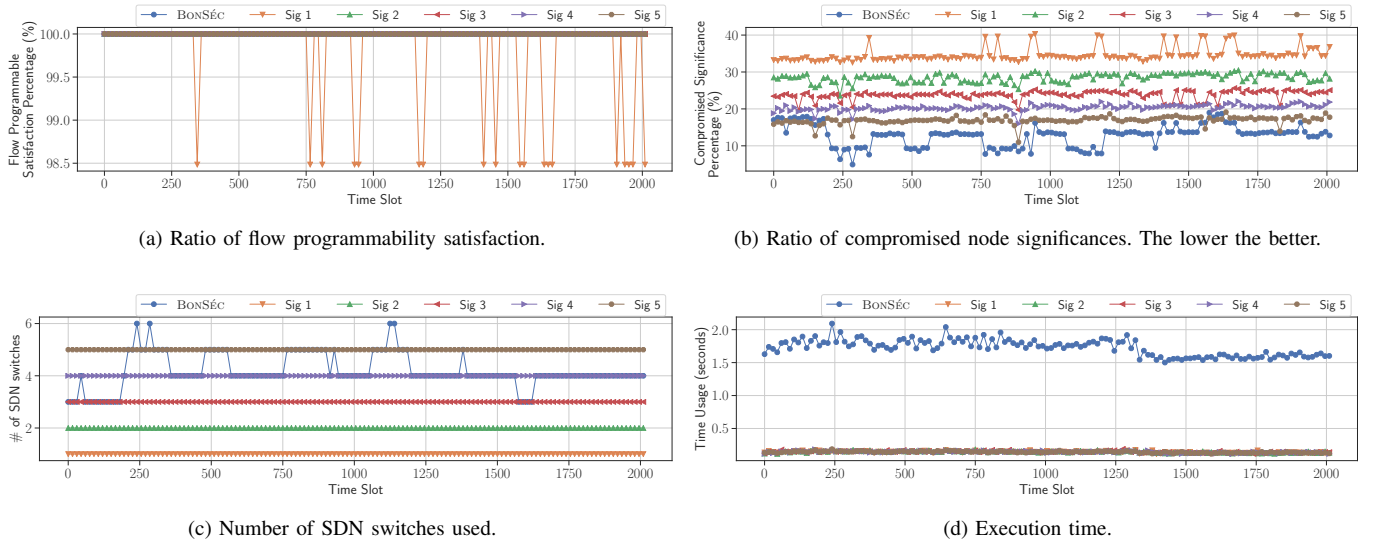 BONSÉC Sig 1 Sig 2 Sig 3 Sig 4 Sig 5
Flow Programmable
Satisfaction Percentage (%)
100.0
99.5
99.0
98.5
0 250 500 750 1000 1250 1500 1750 2000
Time Slot
(a) Ratio of flow programmability satisfaction.
BONSÉC Sig 1 Sig 2 Sig 3 Sig 4 Sig 5
Compromised Significance
Percentage (%)
40
30
20
10
0 250 500 750 1000 1250 1500 1750 2000
Time Slot
(b) Ratio of compromised node significances. The lower the better.
BONSÉC Sig 1 Sig 2 Sig 3 Sig 4 Sig 5
# of SDN switches
6
4
2
0 250 500 750 1000 1250 1500 1750 2000
Time Slot
(c) Number of SDN switches used.
BONSÉC Sig 1 Sig 2 Sig 3 Sig 4 Sig 5
Time Usage (seconds)
2.0
1.5
1.0
0.5
0 250 500 750 1000 1250 1500 1750 2000
Time Slot
(d) Execution time.